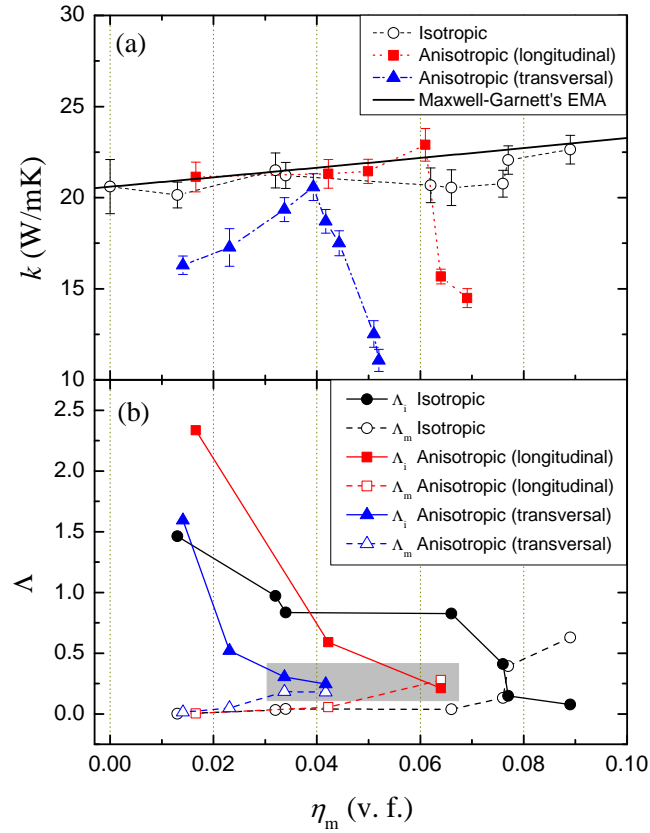 (a)
Isotropic
Anisotropic (longitudinal)
Anisotropic (transversal)
Maxwell-Garnett's EMA
30
25
20
15
10
k (W/mK)
(b)
Λi Isotropic
Λm Isotropic
Λi Anisotropic (longitudinal)
Λm Anisotropic (longitudinal)
Λi Anisotropic (transversal)
Λm Anisotropic (transversal)
2.5
2.0
1.5
1.0
0.5
0.0
Λ
0.00 0.02 0.04 0.06 0.08 0.10
ηm (v. f.)